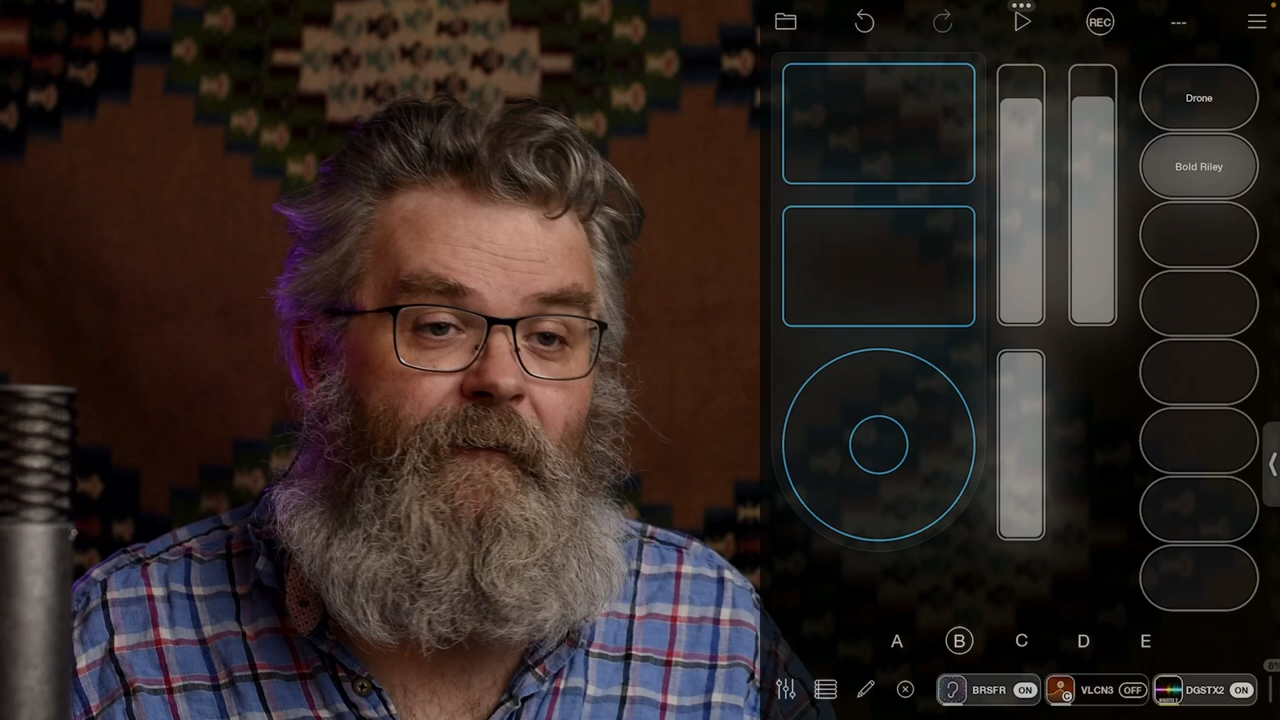 REC
---
Drone
Bold Riley
A B C D E
BRSFR ON VLCN3 OFF DGSTX2 ON